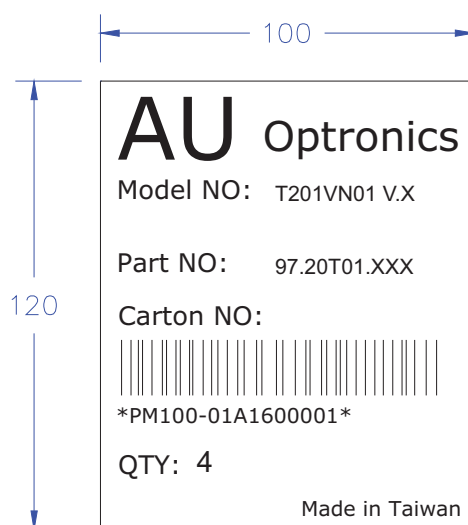 100
AU Optronics
Model NO: T201VN01 V.X
Part NO: 97.20T01.XXX
120
Carton NO:
*PM100-01A1600001*
QTY: 4
Made in Taiwan